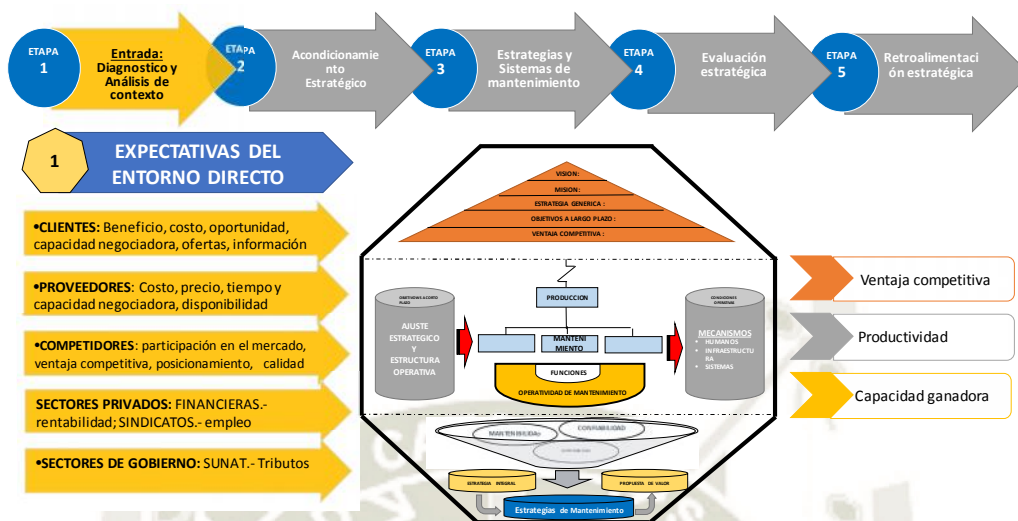 ETAPA
1
Entrada:
Diagnostico y
Análisis de
contexto
ETAPA
2
Acondicionamie
nto
Estratégico
ETAPA
3
Estrategias y
Sistemas de
mantenimiento
ETAPA
4
Evaluación
estratégica
ETAPA
5
Retroalimentaci
ón estratégica
1
EXPECTATIVAS DEL
ENTORNO DIRECTO
•CLIENTES: Beneficio, costo, oportunidad,
capacidad negociadora, ofertas, información
•PROVEEDORES: Costo, precio, tiempo y
capacidad negociadora, disponibilidad
•COMPETIDORES: participación en el mercado,
ventaja competitiva, posicionamiento, calidad
SECTORES PRIVADOS: FINANCIERAS.-
rentabilidad; SINDICATOS.- empleo
•SECTORES DE GOBIERNO: SUNAT.- Tributos
VISION:
MISION:
ESTRATEGIA GENERICA :
OBJETIVOS A LARGO PLAZO :
VENTAJA COMPETITIVA :
OBJETIVOS A CORTO
PLAZO
AJUSTE
ESTRATEGICO
Y
ESTRUCTURA
OPERATIVA
PRODUCCION
MANTENI
MIENTO
FUNCIONES
OPERATIVIDAD DE MANTENIMIENTO
CONDICIONES
OPERATIVAS
MECANISMOS
• HUMANOS
• INFRAESTRUCTU
RA
• SISTEMAS
MANTENIBILIDAD
CONFIABILIDAD
ESTRATEGIA INTEGRAL
PROPUESTA DE VALOR
Estrategias de Mantenimiento
Ventaja competitiva
Productividad
Capacidad ganadora